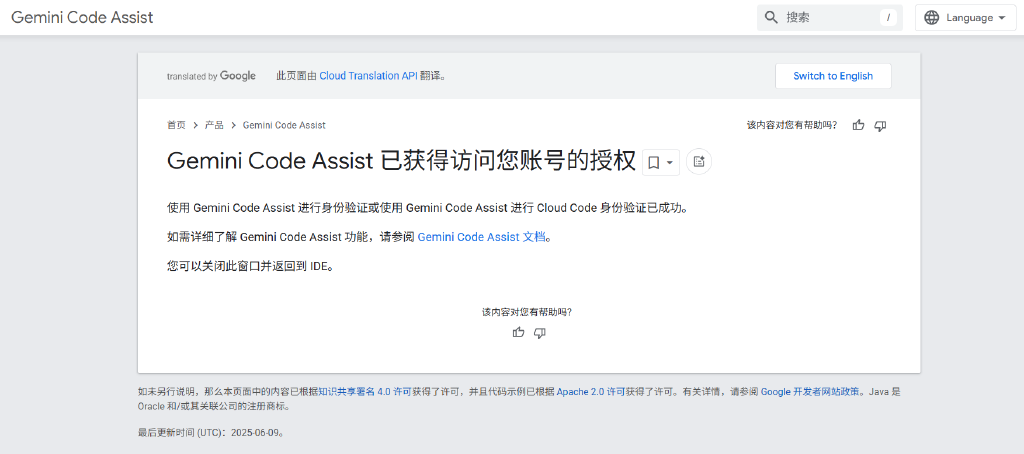 Gemini Code Assist
搜索
/
Language
translated by Google
此页面由 Cloud Translation API 翻译。
Switch to English
首页 > 产品 > Gemini Code Assist
该内容对您有帮助吗?
Gemini Code Assist 已获得访问您账号的授权
使用 Gemini Code Assist 进行身份验证或使用 Gemini Code Assist 进行 Cloud Code 身份验证已成功。
如需详细了解 Gemini Code Assist 功能，请参阅 Gemini Code Assist 文档。
您可以关闭此窗口并返回到 IDE。
该内容对您有帮助吗?
如未另行说明，那么本页面中的内容已根据知识共享署名 4.0 许可获得了许可，并且代码示例已根据 Apache 2.0 许可获得了许可。有关详情，请参阅 Google 开发者网站政策。Java 是
Oracle 和/或其关联公司的注册商标。
最后更新时间 (UTC)：2025-06-09。